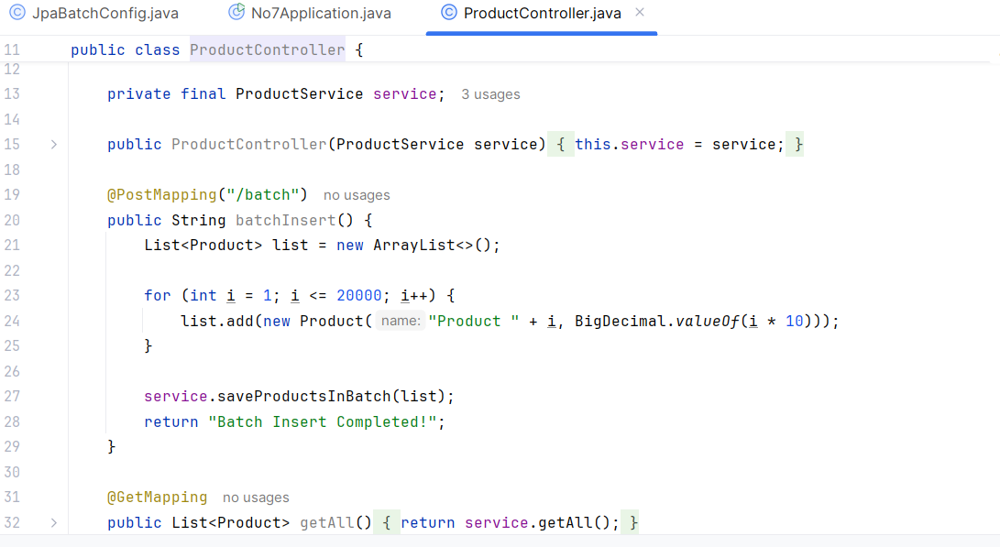 JpaBatchConfig.java No7Application.java ProductController.java
11 public class ProductController {
12
13 private final ProductService service; 3 usages
14
15 public ProductController(ProductService service) { this.service = service; }
18
19 @PostMapping("/batch") no usages
20 public String batchInsert() {
21 List<Product> list = new ArrayList<>();
22
23 for (int i = 1; i <= 20000; i++) {
24 list.add(new Product( name: "Product " + i, BigDecimal.valueOf(i * 10)));
25 }
26
27 service.saveProductsInBatch(list);
28 return "Batch Insert Completed!";
29 }
30
31 @GetMapping no usages
32 public List<Product> getAll() { return service.getAll(); }